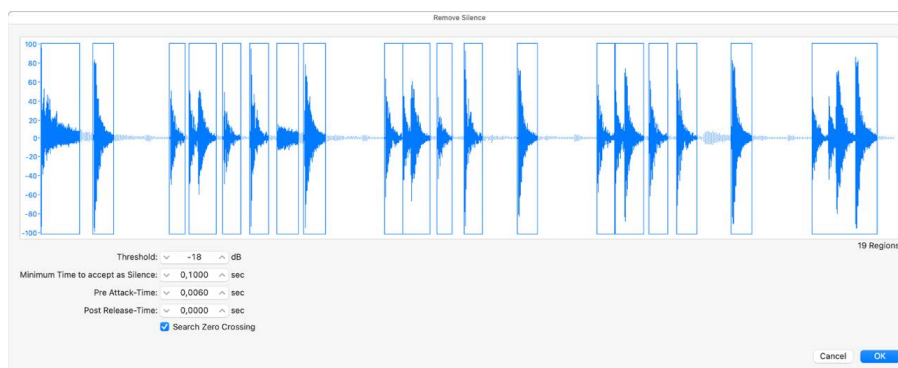 Remove Silence
100
80
60
40
20
0
-20
-40
-60
-80
-100
19 Regions
Threshold: -18 dB
Minimum Time to accept as Silence: 0,1000 sec
Pre Attack-Time: 0,0060 sec
Post Release-Time: 0,0000 sec
Search Zero Crossing
Cancel OK